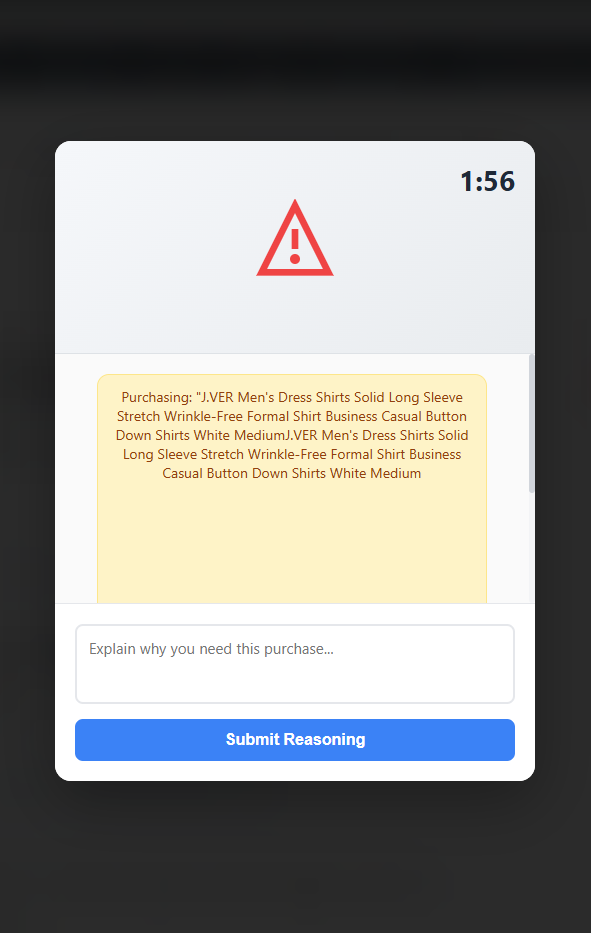 1:56
Purchasing: "J.VER Men's Dress Shirts Solid Long Sleeve
Stretch Wrinkle-Free Formal Shirt Business Casual Button
Down Shirts White MediumJ.VER Men's Dress Shirts Solid
Long Sleeve Stretch Wrinkle-Free Formal Shirt Business
Casual Button Down Shirts White Medium
Explain why you need this purchase...
Submit Reasoning